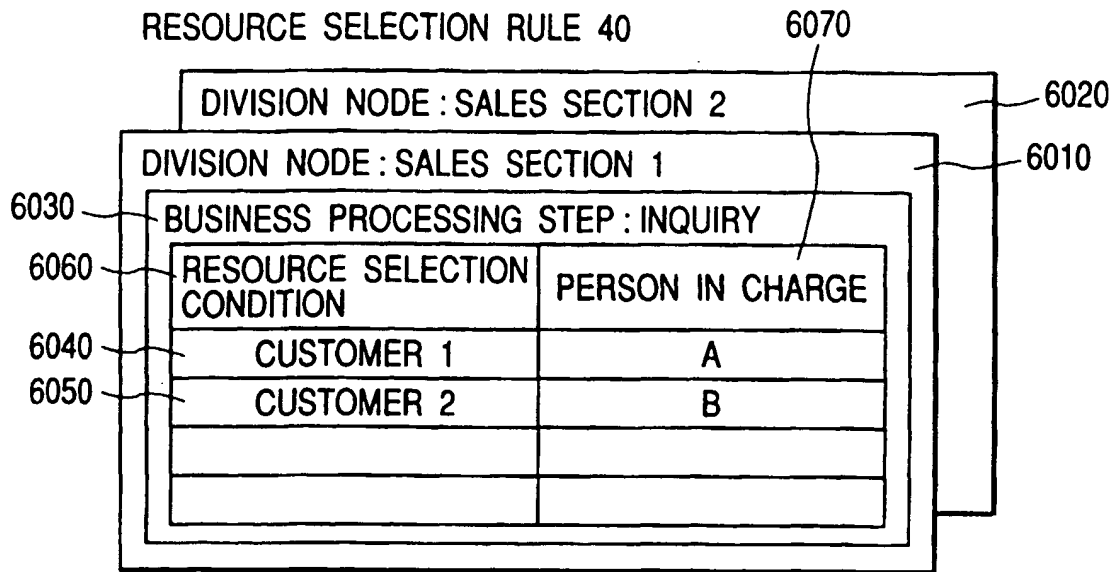 RESOURCE SELECTION RULE 40
6070
DIVISION NODE : SALES SECTION 2
6020
DIVISION NODE : SALES SECTION 1
6010
6030
BUSINESS PROCESSING STEP : INQUIRY
6060
RESOURCE SELECTION
CONDITION
PERSON IN CHARGE
6040
CUSTOMER 1
A
6050
CUSTOMER 2
B